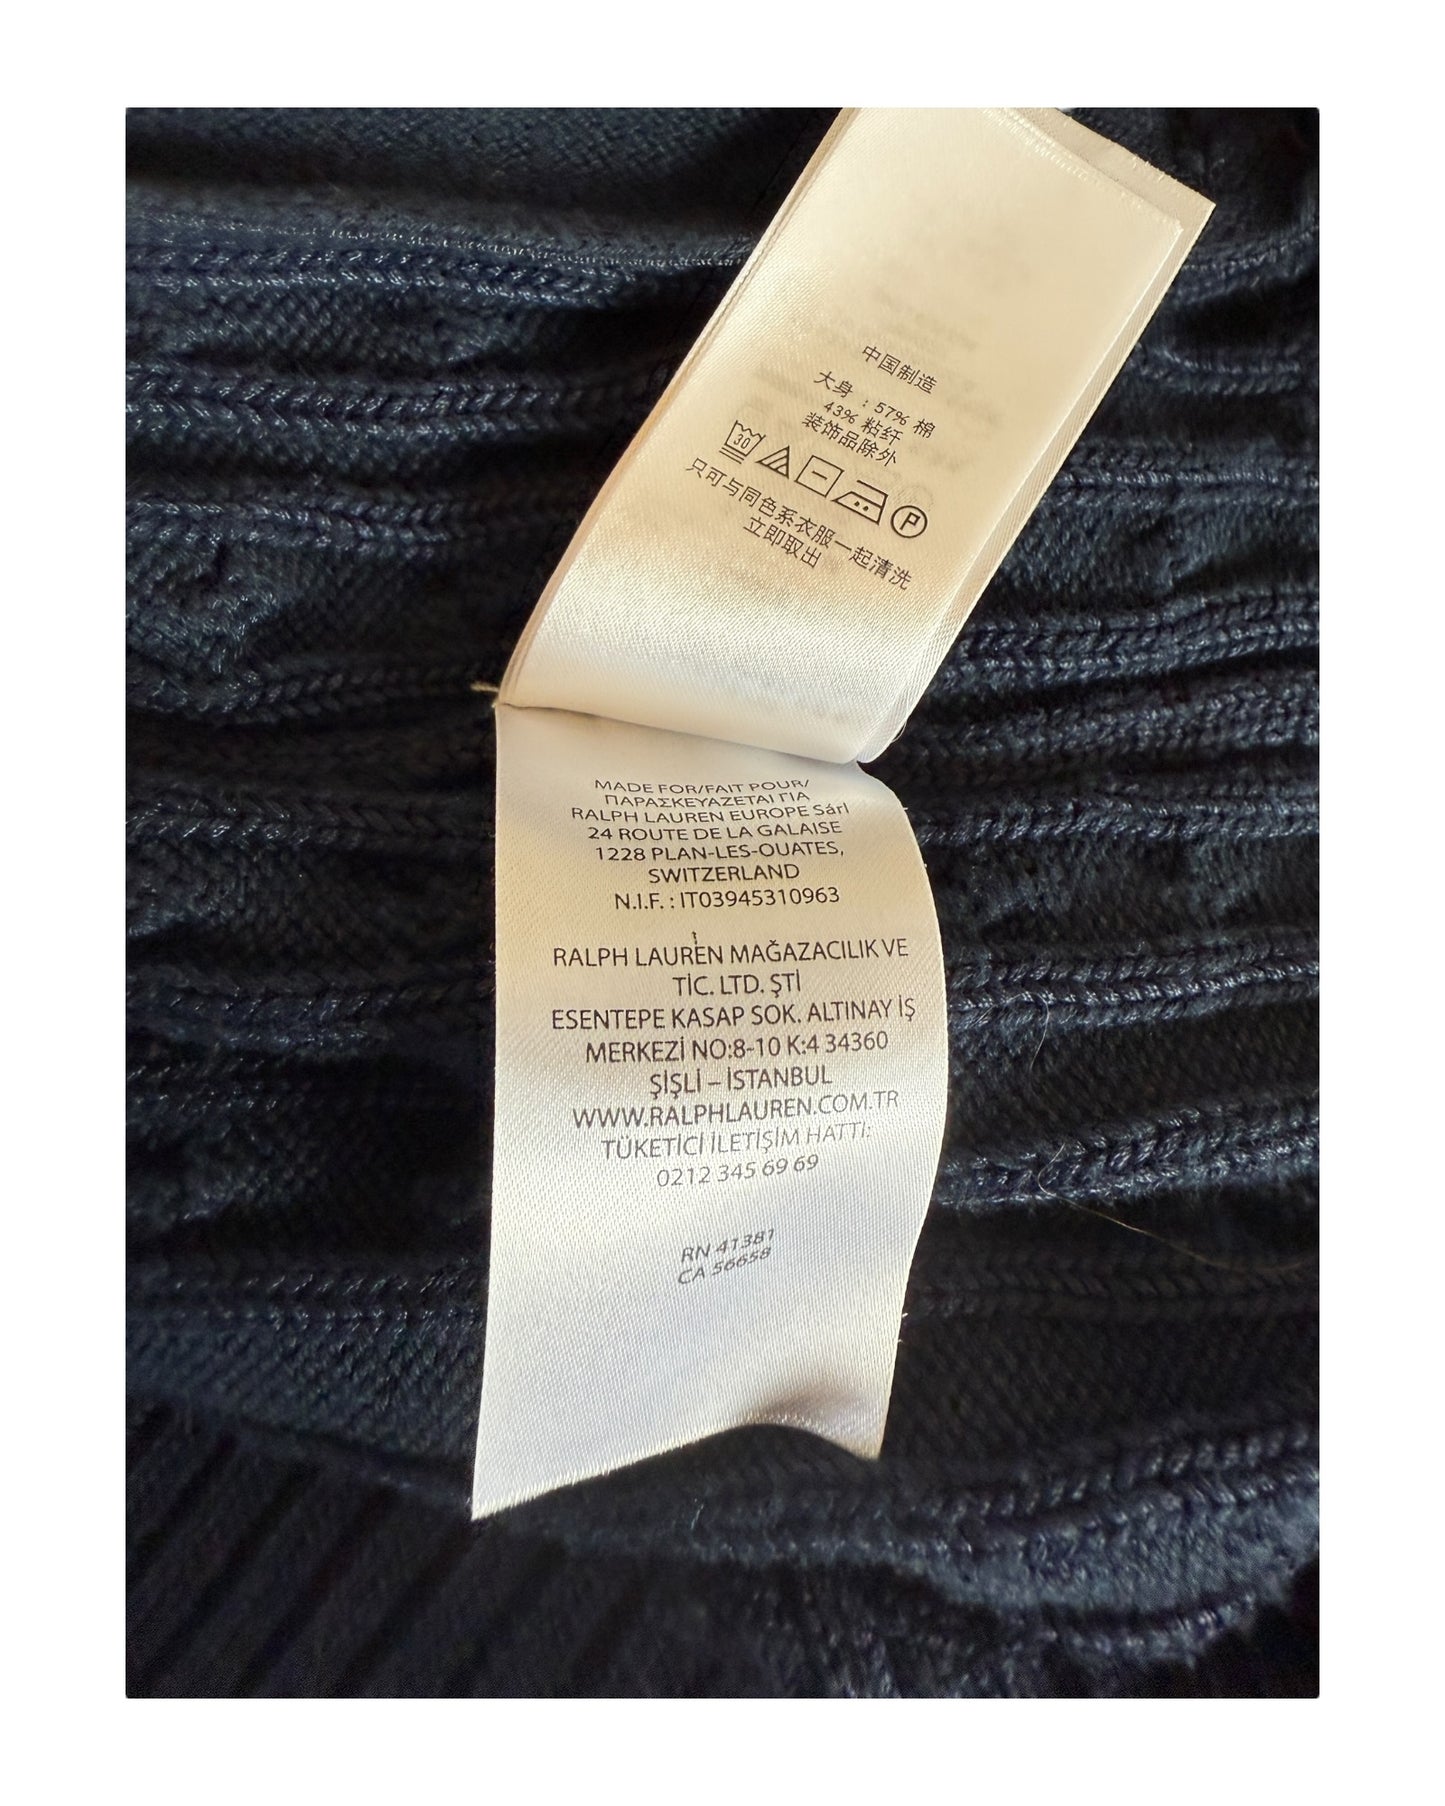 中国制造
大身：57% 棉
43% 粘纤
装饰品除外
30 P
只可与同色系衣服一起清洗
立即取出
MADE FOR/FAIT POUR/
ΠΑΡΑΣΚΕΥΑΖΕΤΑΙ ΓΙΑ
RALPH LAUREN EUROPE Sárl
24 ROUTE DE LA GALAISE
1228 PLAN-LES-OUATES,
SWITZERLAND
N.I.F. : IT03945310963
RALPH LAUREN MAĞAZACILIK VE
TİC. LTD. ŞTİ
ESENTEPE KASAP SOK. ALTINAY İŞ
MERKEZİ NO:8-10 K:4 34360
ŞİŞLİ – İSTANBUL
WWW.RALPHLAUREN.COM.TR
TÜKETİCİ İLETİŞİM HATTI:
0212 345 69 69
RN 41381
CA 56658